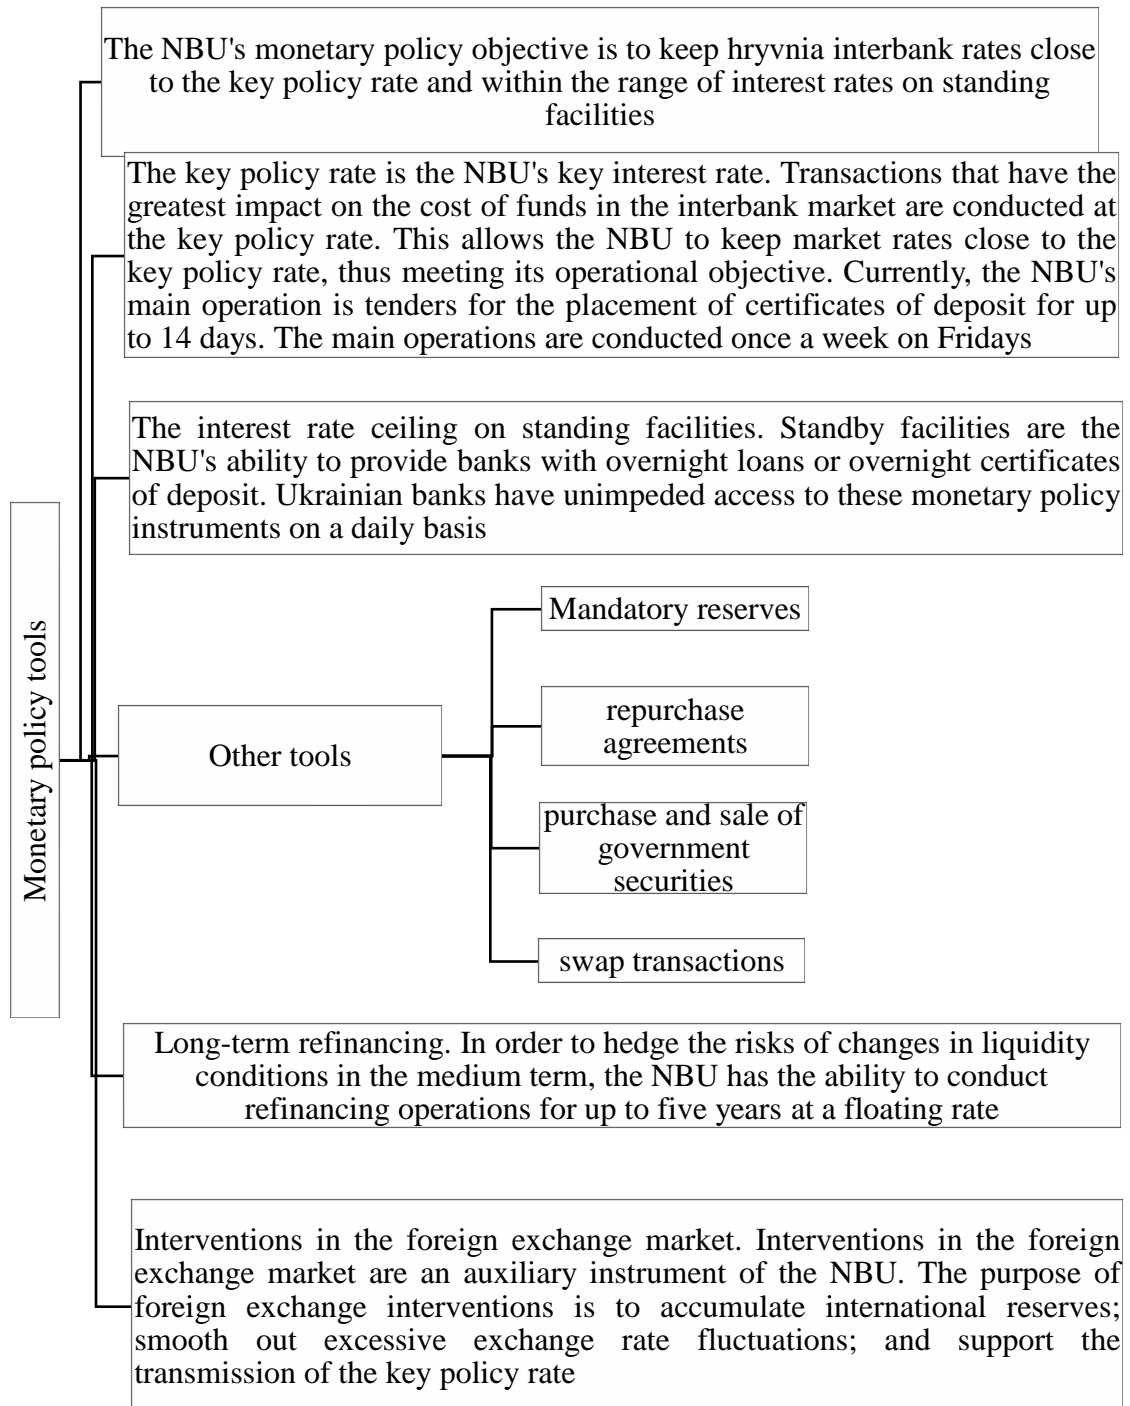 The NBU's monetary policy objective is to keep hryvnia interbank rates close
to the key policy rate and within the range of interest rates on standing
facilities
The key policy rate is the NBU's key interest rate. Transactions that have the
greatest impact on the cost of funds in the interbank market are conducted at
the key policy rate. This allows the NBU to keep market rates close to the
key policy rate, thus meeting its operational objective. Currently, the NBU's
main operation is tenders for the placement of certificates of deposit for up
to 14 days. The main operations are conducted once a week on Fridays
The interest rate ceiling on standing facilities. Standby facilities are the
NBU's ability to provide banks with overnight loans or overnight certificates
of deposit. Ukrainian banks have unimpeded access to these monetary policy
instruments on a daily basis
Monetary policy tools
Other tools
Mandatory reserves
repurchase
agreements
purchase and sale of
government
securities
swap transactions
Long-term refinancing. In order to hedge the risks of changes in liquidity
conditions in the medium term, the NBU has the ability to conduct
refinancing operations for up to five years at a floating rate
Interventions in the foreign exchange market. Interventions in the foreign
exchange market are an auxiliary instrument of the NBU. The purpose of
foreign exchange interventions is to accumulate international reserves;
smooth out excessive exchange rate fluctuations; and support the
transmission of the key policy rate